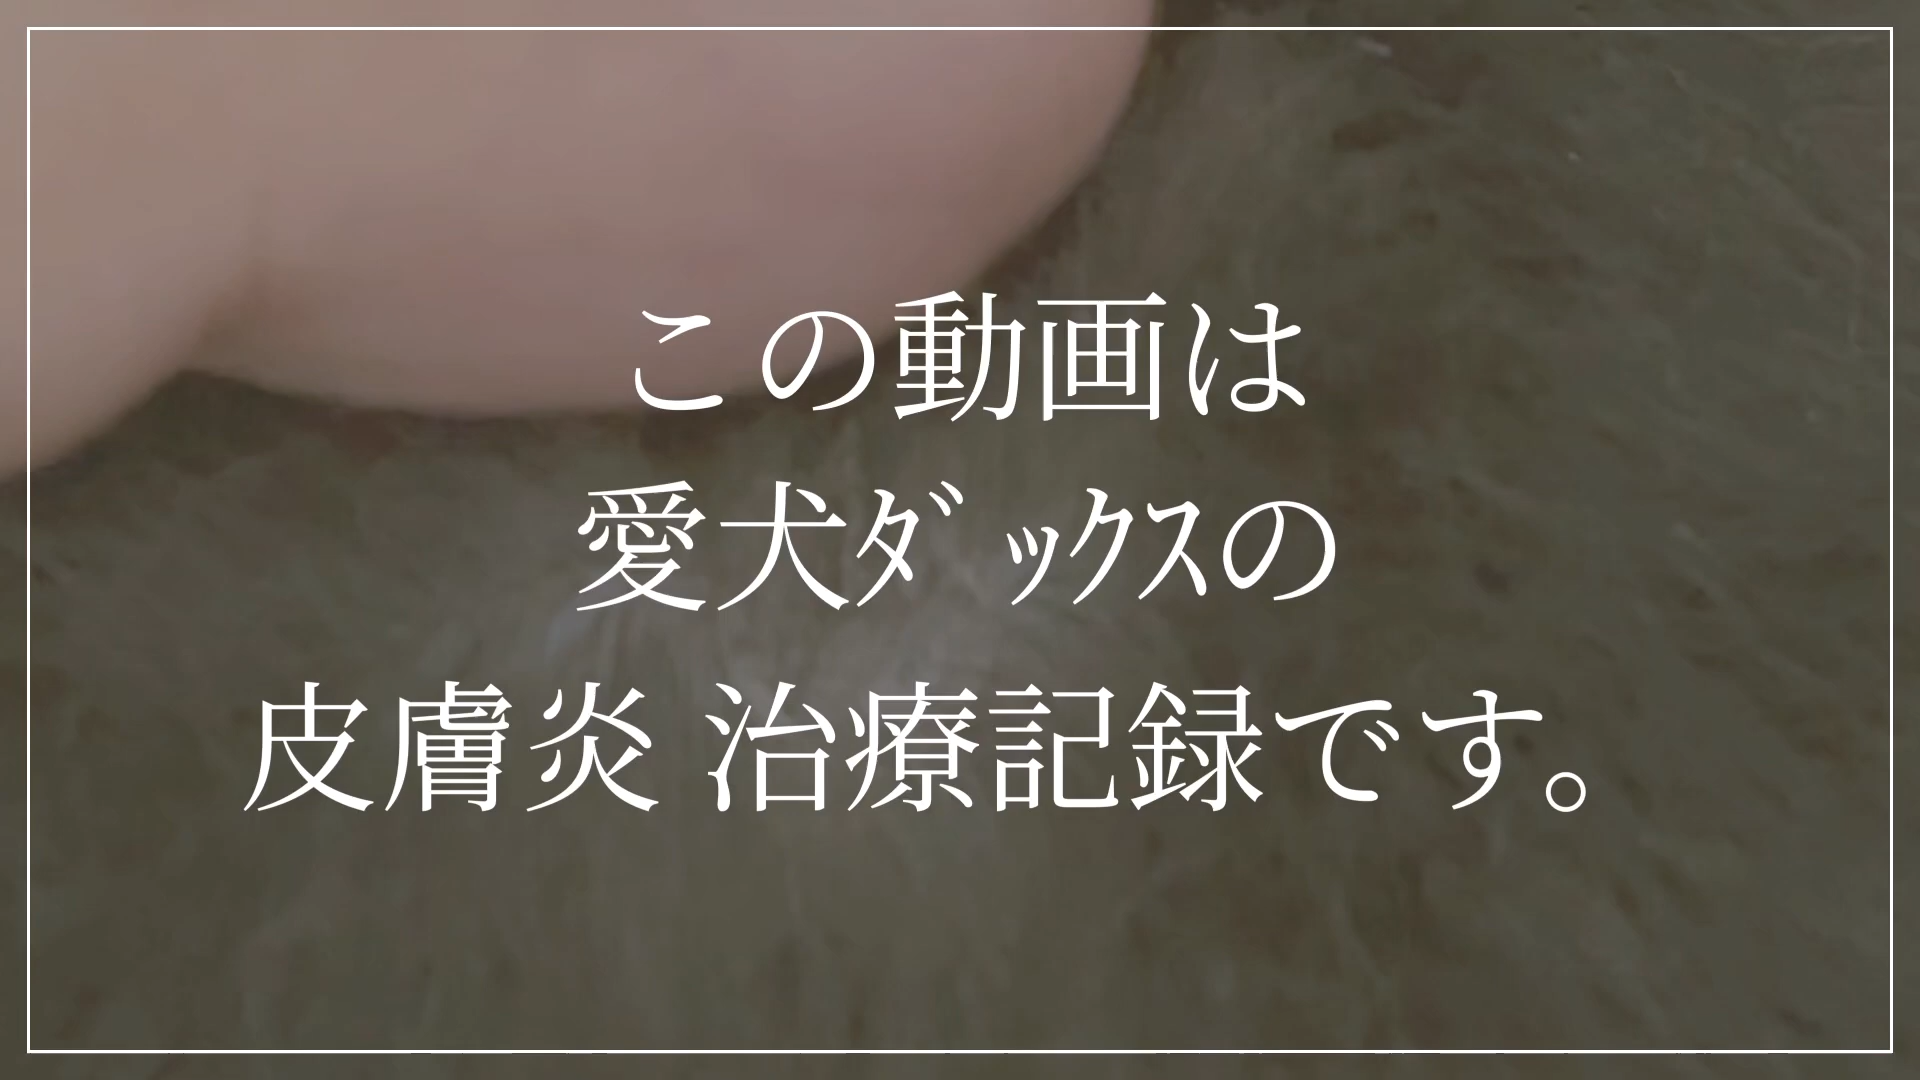 この動画は
愛犬ﾀﾞｯｸｽの
皮膚炎 治療記録です。